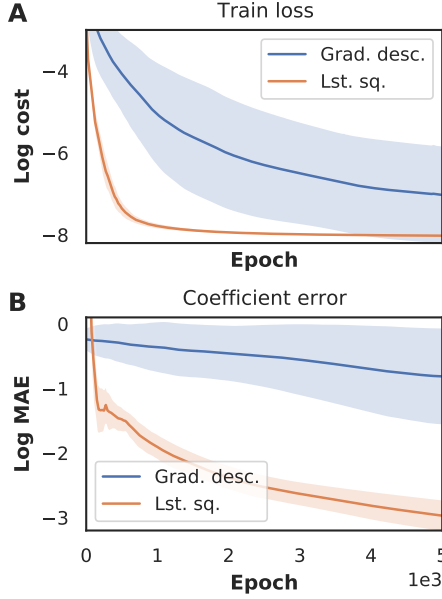 A
Train loss
Log cost
−4
−6
−8
Grad. desc.
Lst. sq.
Epoch
B
Coefficient error
Log MAE
0
−1
−2
−3
Grad. desc.
Lst. sq.
0 1 2 3 4 5
1e3
Epoch